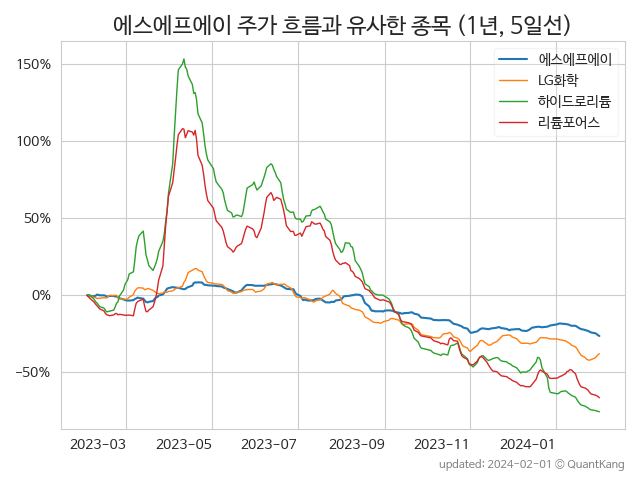 에스에프에이 주가 흐름과 유사한 종목 (1년, 5일선)
에스에프에이
LG화학
하이드로리튬
리튬포어스
150%
100%
50%
0%
−50%
2023-03 2023-05 2023-07 2023-09 2023-11 2024-01
updated: 2024-02-01 © QuantKang